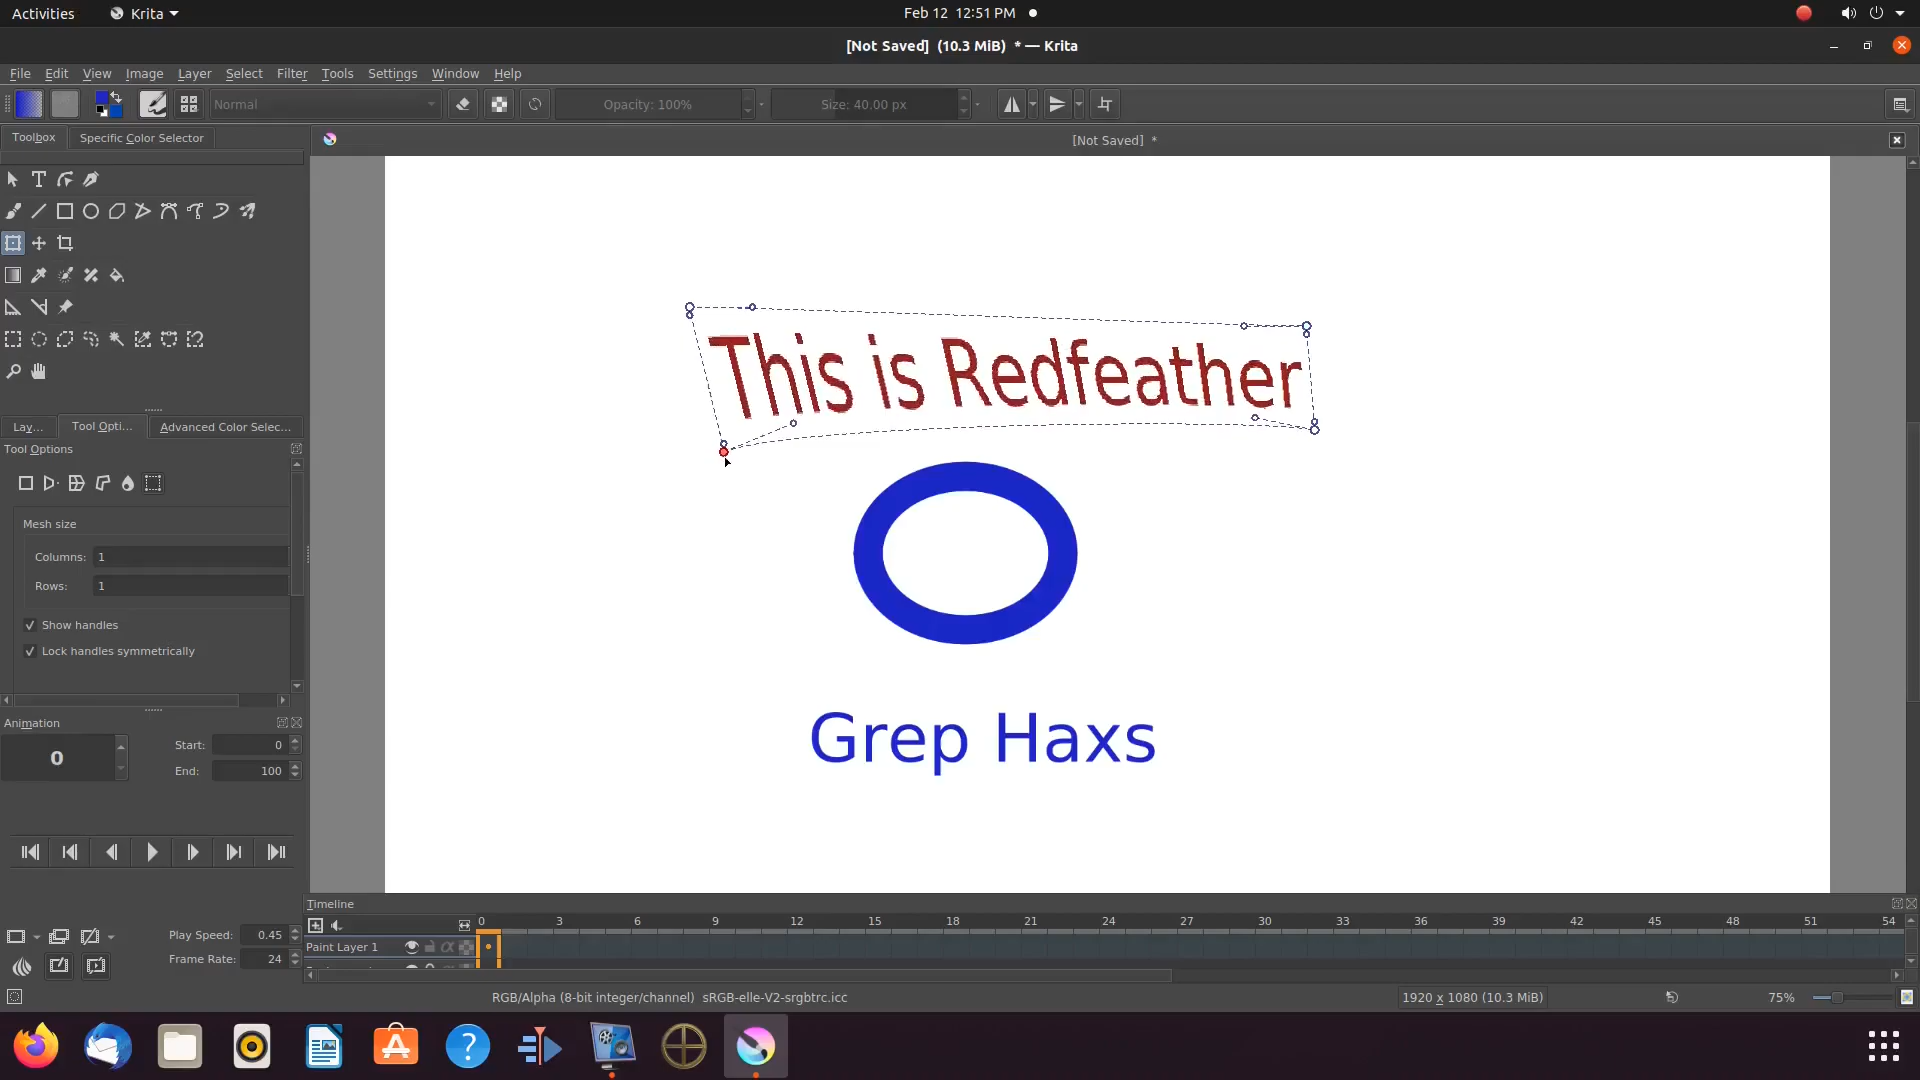 Activities
Krita
Feb 12 12:51 PM
[Not Saved] (10.3 MiB) * — Krita
File Edit View Image Layer Select Filter Tools Settings Window Help
Normal
Opacity: 100%
Size: 40.00 px
Toolbox
Specific Color Selector
[Not Saved] *
This is Redfeather
Lay...
Tool Opti...
Advanced Color Selec...
Tool Options
Mesh size
Columns: 1
Rows: 1
Show handles
Lock handles symmetrically
Grep Haxs
Animation
0
Start: 0
End: 100
Timeline
0 3 6 9 12 15 18 21 24 27 30 33 36 39 42 45 48 51 54
Play Speed: 0.45
Paint Layer 1
Frame Rate: 24
RGB/Alpha (8-bit integer/channel) sRGB-elle-V2-srgbtrc.icc
1920 x 1080 (10.3 MiB)
75%